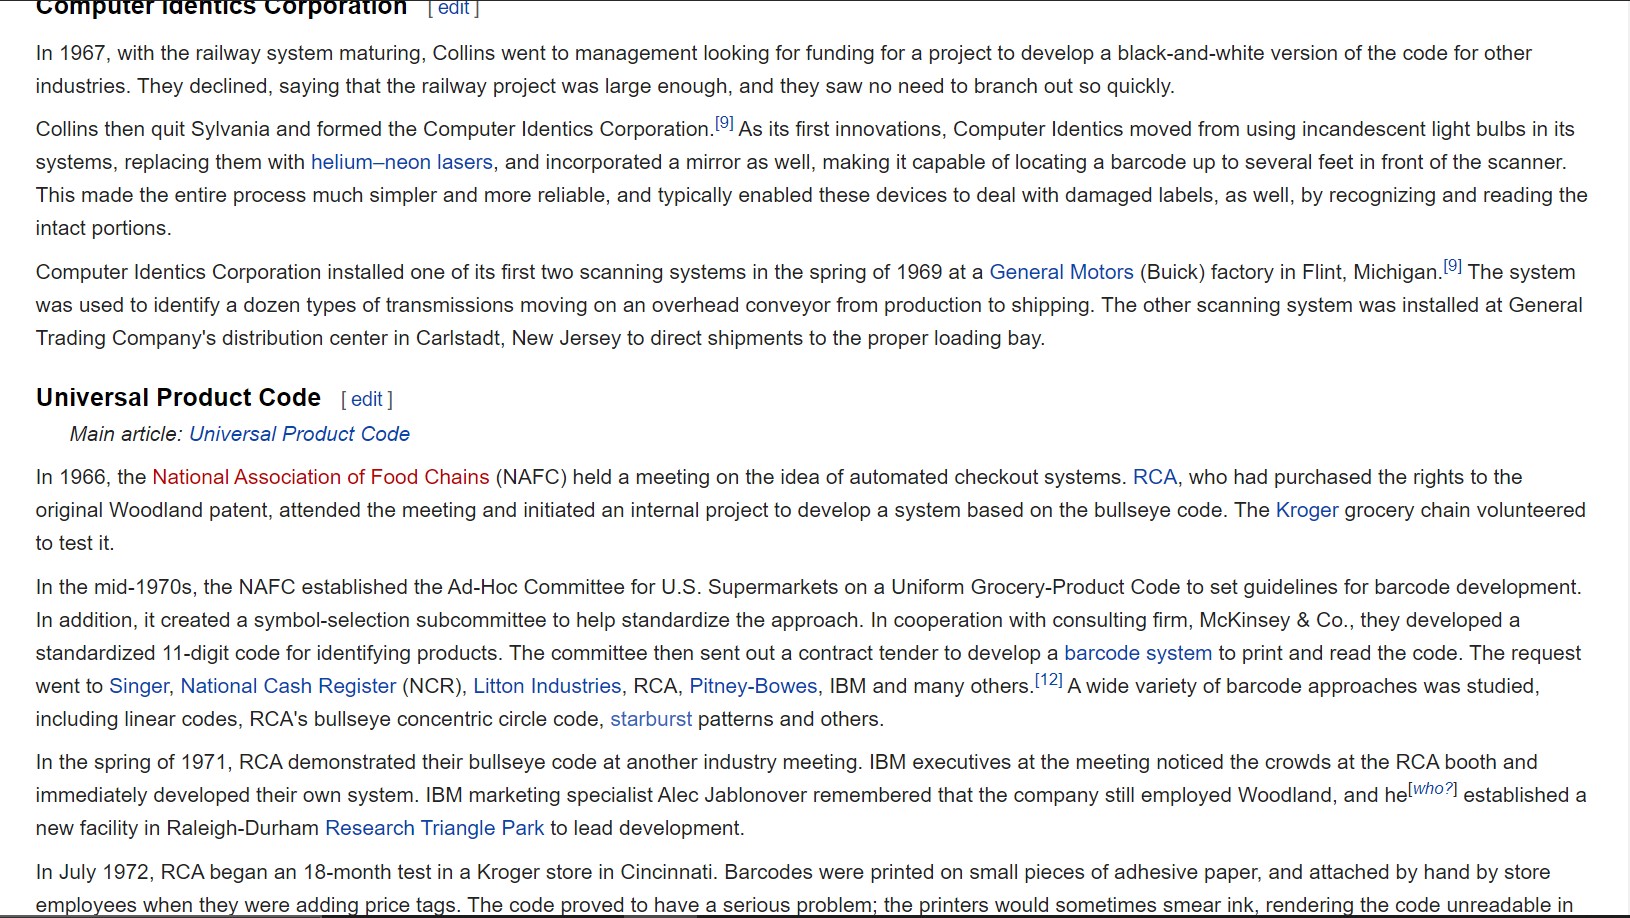 Computer Identics Corporation [ edit ]
In 1967, with the railway system maturing, Collins went to management looking for funding for a project to develop a black-and-white version of the code for other
industries. They declined, saying that the railway project was large enough, and they saw no need to branch out so quickly.
Collins then quit Sylvania and formed the Computer Identics Corporation.[9] As its first innovations, Computer Identics moved from using incandescent light bulbs in its
systems, replacing them with helium–neon lasers, and incorporated a mirror as well, making it capable of locating a barcode up to several feet in front of the scanner.
This made the entire process much simpler and more reliable, and typically enabled these devices to deal with damaged labels, as well, by recognizing and reading the
intact portions.
Computer Identics Corporation installed one of its first two scanning systems in the spring of 1969 at a General Motors (Buick) factory in Flint, Michigan.[9] The system
was used to identify a dozen types of transmissions moving on an overhead conveyor from production to shipping. The other scanning system was installed at General
Trading Company's distribution center in Carlstadt, New Jersey to direct shipments to the proper loading bay.
Universal Product Code [ edit ]
Main article: Universal Product Code
In 1966, the National Association of Food Chains (NAFC) held a meeting on the idea of automated checkout systems. RCA, who had purchased the rights to the
original Woodland patent, attended the meeting and initiated an internal project to develop a system based on the bullseye code. The Kroger grocery chain volunteered
to test it.
In the mid-1970s, the NAFC established the Ad-Hoc Committee for U.S. Supermarkets on a Uniform Grocery-Product Code to set guidelines for barcode development.
In addition, it created a symbol-selection subcommittee to help standardize the approach. In cooperation with consulting firm, McKinsey & Co., they developed a
standardized 11-digit code for identifying products. The committee then sent out a contract tender to develop a barcode system to print and read the code. The request
went to Singer, National Cash Register (NCR), Litton Industries, RCA, Pitney-Bowes, IBM and many others.[12] A wide variety of barcode approaches was studied,
including linear codes, RCA's bullseye concentric circle code, starburst patterns and others.
In the spring of 1971, RCA demonstrated their bullseye code at another industry meeting. IBM executives at the meeting noticed the crowds at the RCA booth and
immediately developed their own system. IBM marketing specialist Alec Jablonover remembered that the company still employed Woodland, and he[who?] established a
new facility in Raleigh-Durham Research Triangle Park to lead development.
In July 1972, RCA began an 18-month test in a Kroger store in Cincinnati. Barcodes were printed on small pieces of adhesive paper, and attached by hand by store
employees when they were adding price tags. The code proved to have a serious problem; the printers would sometimes smear ink, rendering the code unreadable in